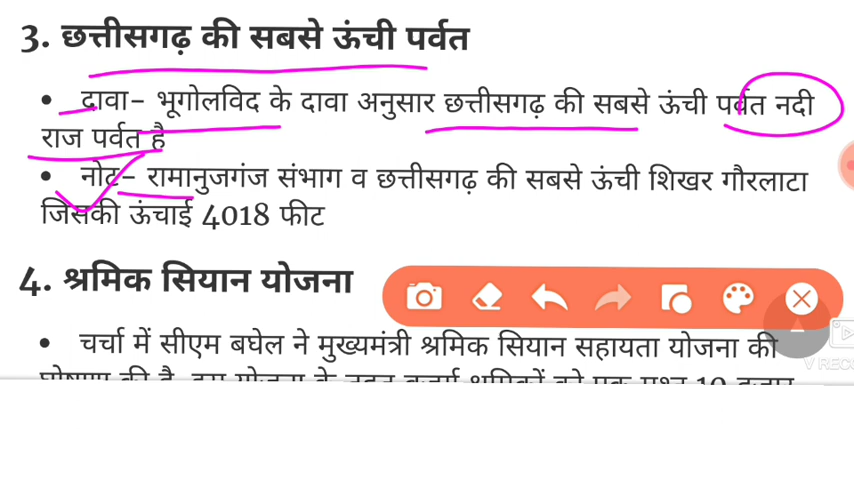 3. छत्तीसगढ़ की सबसे ऊंची पर्वत
• दावा– भूगोलविद के दावा अनुसार छत्तीसगढ़ की सबसे ऊंची पर्वत नदी
राज पर्वत है
• नोट– रामानुजगंज संभाग व छत्तीसगढ़ की सबसे ऊंची शिखर गौरलाटा
जिसकी ऊंचाई 4018 फीट
4. श्रमिक सियान योजना
• चर्चा में सीएम बघेल ने मुख्यमंत्री श्रमिक सियान सहायता योजना की
V RECO